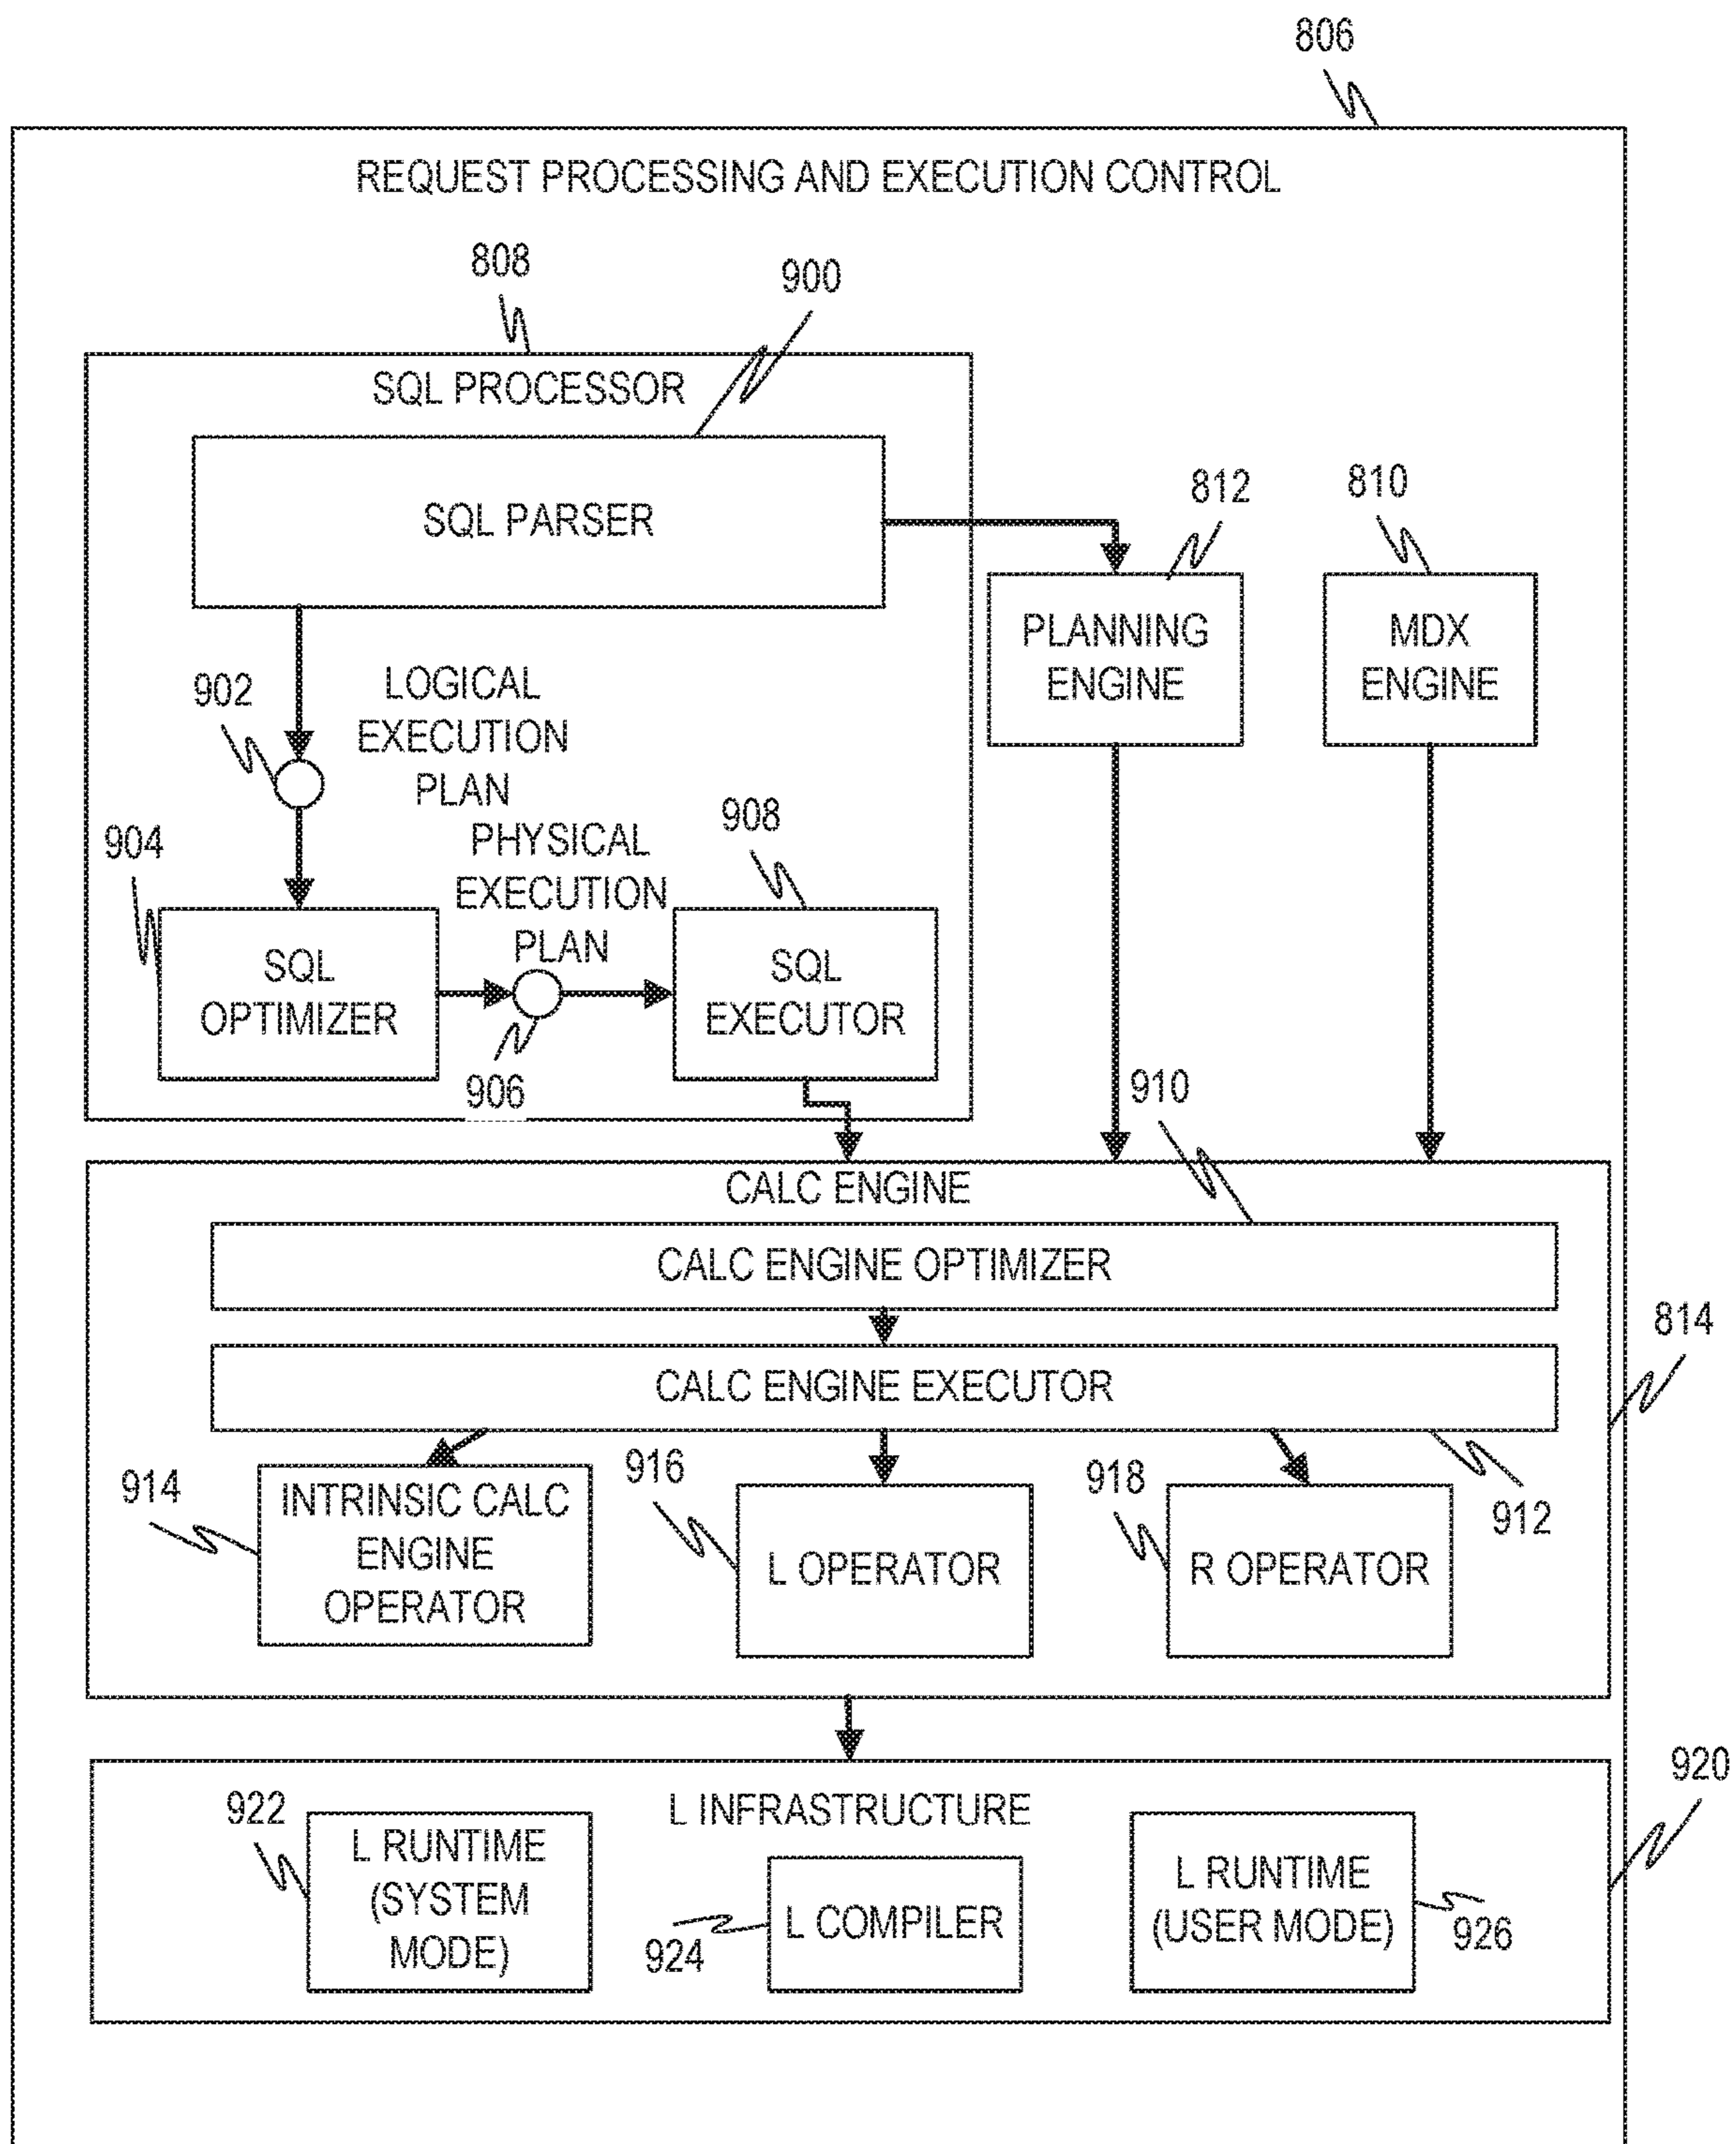 806
REQUEST PROCESSING AND EXECUTION CONTROL
808
900
SQL PROCESSOR
SQL PARSER
812
810
PLANNING
ENGINE
MDX
ENGINE
902
LOGICAL
EXECUTION
PLAN
904
PHYSICAL
EXECUTION
PLAN
908
SQL
OPTIMIZER
SQL
EXECUTOR
906
910
CALC ENGINE
CALC ENGINE OPTIMIZER
814
CALC ENGINE EXECUTOR
914
INTRINSIC CALC
ENGINE
OPERATOR
916
L OPERATOR
918
R OPERATOR
912
920
L INFRASTRUCTURE
922
L RUNTIME
(SYSTEM
MODE)
924
L COMPILER
L RUNTIME
(USER MODE)
926